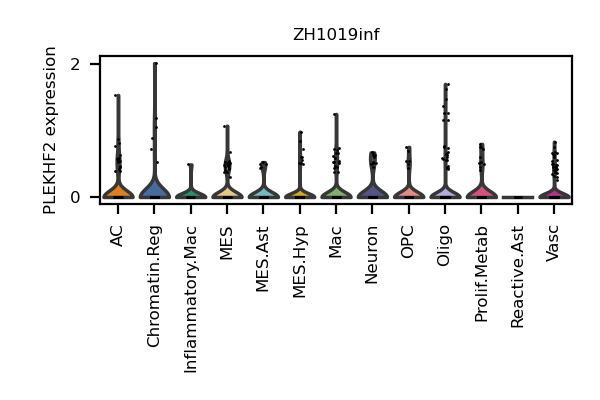 ZH1019inf
PLEKHF2 expression
2
0
AC
Chromatin.Reg
Inflammatory.Mac
MES
MES.Ast
MES.Hyp
Mac
Neuron
OPC
Oligo
Prolif.Metab
Reactive.Ast
Vasc